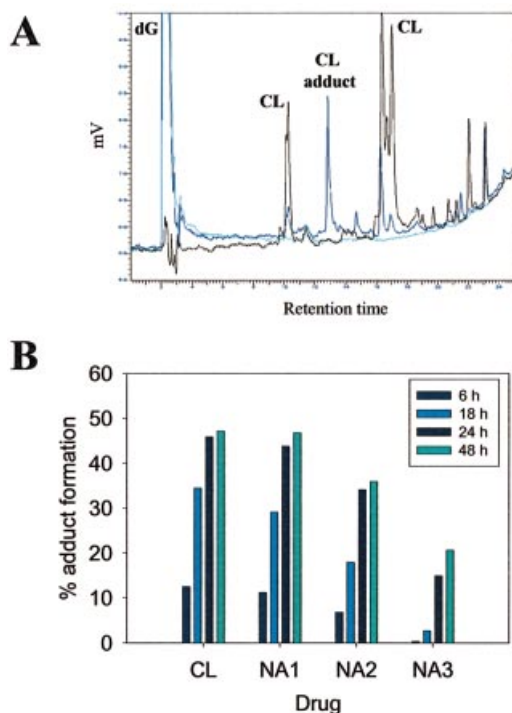 A
dG
CL
CL
adduct
CL
mV
Retention time
B
60
50
40
30
20
10
0
% adduct formation
6 h
18 h
24 h
48 h
CL NA1 NA2 NA3
Drug